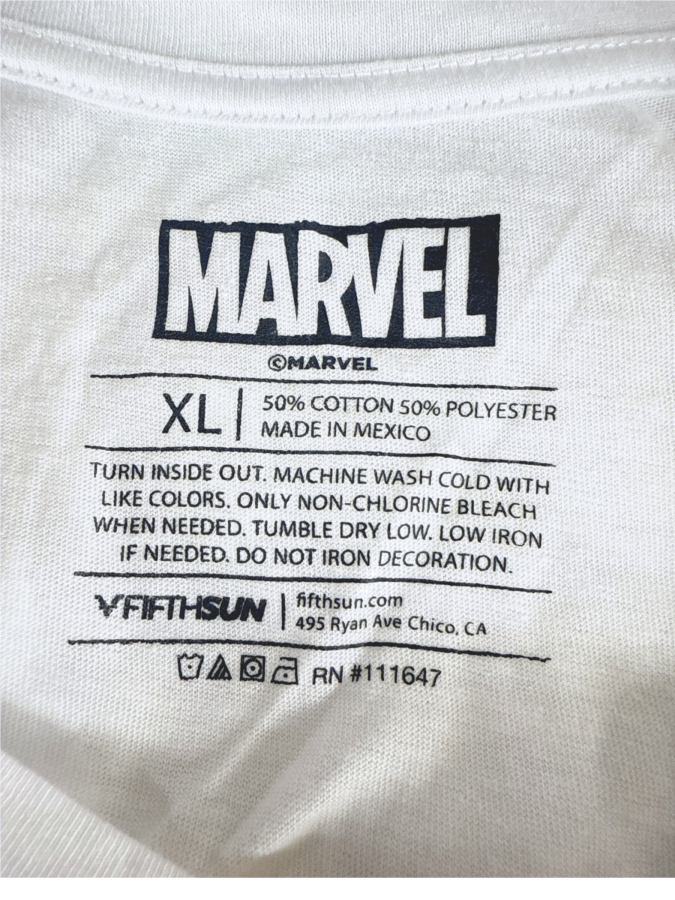 MARVEL
©MARVEL
XL
50% COTTON 50% POLYESTER
MADE IN MEXICO
TURN INSIDE OUT. MACHINE WASH COLD WITH
LIKE COLORS. ONLY NON-CHLORINE BLEACH
WHEN NEEDED. TUMBLE DRY LOW. LOW IRON
IF NEEDED. DO NOT IRON DECORATION.
FIFTHSUN
fifthsun.com
495 Ryan Ave Chico, CA
RN #111647